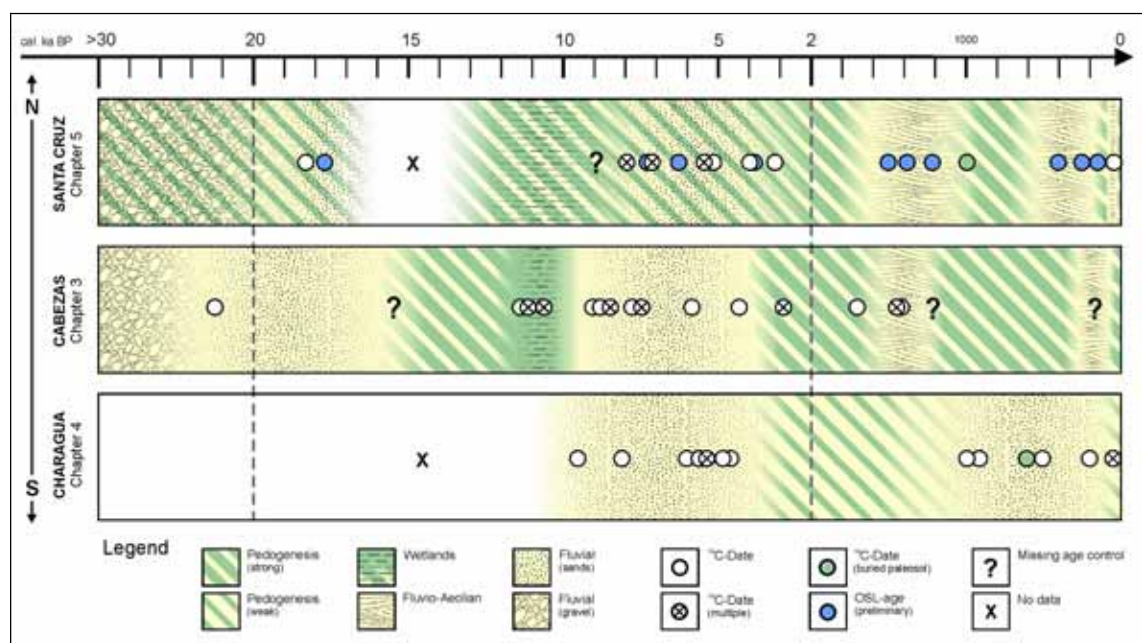 cal. ka BP >30 20 15 10 5 2 1000 0
N
SANTA CRUZ
Chapter 5
x
?
CABEZAS
Chapter 3
?
?
?
CHARAGUA
Chapter 4
x
S
Legend
Pedogenesis
(strong)
Wetlands
Fluvial
(sands)
¹⁴C-Date
¹⁴C-Date
(buried paleosol)
? Missing age control
Pedogenesis
(weak)
Fluvio-Aeolian
Fluvial
(gravel)
¹⁴C-Date
(multiple)
OSL-age
(preliminary)
x No data